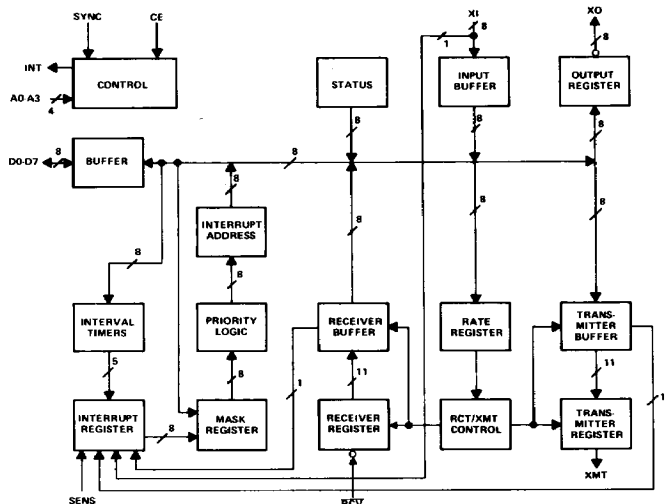 SYNC CE XI XO
8 8
1
INT
CONTROL
A0-A3
4
STATUS
INPUT
BUFFER
OUTPUT
REGISTER
8 8 8
D0-D7
8
BUFFER
8
8
INTERRUPT
ADDRESS
8 8 8
8
8
INTERVAL
TIMERS
PRIORITY
LOGIC
RECEIVER
BUFFER
RATE
REGISTER
TRANS-
MITTER
BUFFER
5
8
11
11
1
1
INTERRUPT
REGISTER
8
MASK
REGISTER
RECEIVER
REGISTER
RCT/XMT
CONTROL
TRANS-
MITTER
REGISTER
SENS
XMT